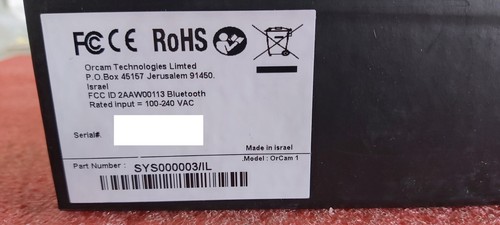 FC CE RoHS
Orcam Technologies Limted
P.O.Box 45157 Jerusalem 91450.
Israel
FCC ID 2AAW00113 Bluetooth
Rated input = 100-240 VAC
Serial#.
Made in israel
Part Number : SYS000003/IL
.Model : OrCam 1